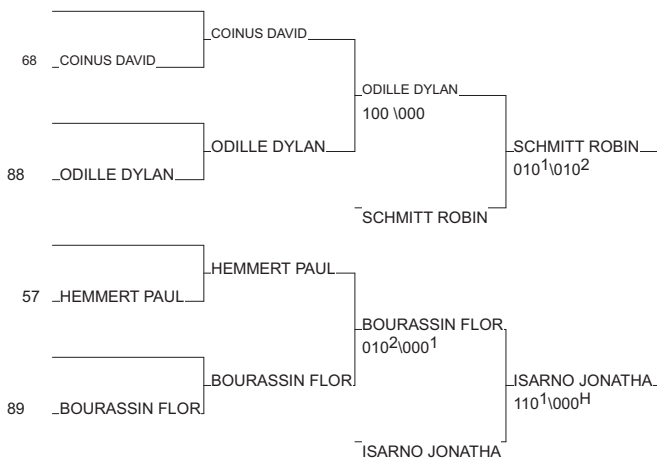 COINUS DAVID
68 COINUS DAVID
ODILLE DYLAN
100 \000
ODILLE DYLAN
88 ODILLE DYLAN
SCHMITT ROBIN
010¹\010²
SCHMITT ROBIN
HEMMERT PAUL
57 HEMMERT PAUL
BOURASSIN FLOR
010²\000¹
BOURASSIN FLOR
89 BOURASSIN FLOR
ISARNO JONATHA
110¹\000ᴴ
ISARNO JONATHA